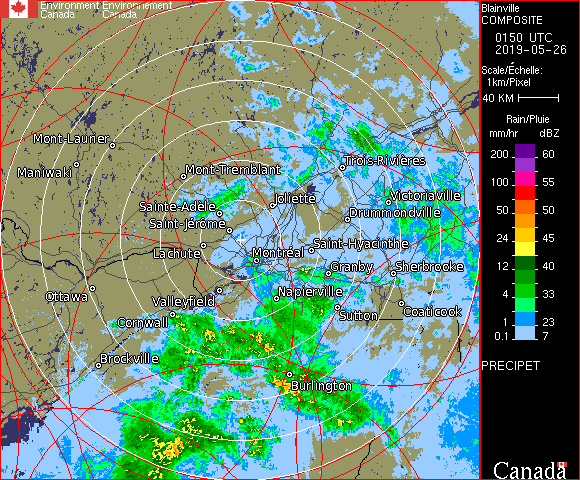 Environment Environnement
Canada Canada
Blainville
COMPOSITE
0150 UTC
2019-05-26
Scale/Échelle:
1km/Pixel
40 KM
Rain/Pluie
mm/hr dBZ
200 60
100 55
50 50
24 45
12 40
4 33
1 23
0.1 7
PRECIPET
Canada
Mont-Laurier
Maniwaki
Mont-Tremblant
Trois-Rivières
Sainte-Adèle
Joliette
Victoriaville
Drummondville
Saint-Jérôme
Saint-Hyacinthe
Lachute
Montréal
Granby
Sherbrooke
Ottawa
Valleyfield
Napierville
Cornwall
Sutton
Coaticook
Brockville
Burlington